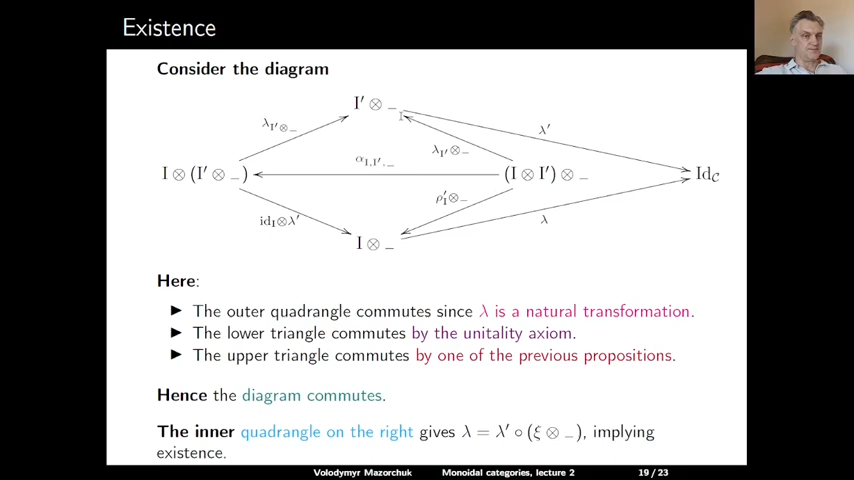 Existence
Consider the diagram
I′ ⊗ _
λ_{I′⊗_}
λ′
λ_{I′}⊗_
α_{I,I′,_}
I ⊗ (I′ ⊗ _)
(I ⊗ I′) ⊗ _
Id_𝒞
ρ′_I⊗_
id_I⊗λ′
λ
I ⊗ _
Here:
▶ The outer quadrangle commutes since λ is a natural transformation.
▶ The lower triangle commutes by the unitality axiom.
▶ The upper triangle commutes by one of the previous propositions.
Hence the diagram commutes.
The inner quadrangle on the right gives λ = λ′ ∘ (ξ ⊗ _), implying
existence.
Volodymyr Mazorchuk Monoidal categories, lecture 2 19/23